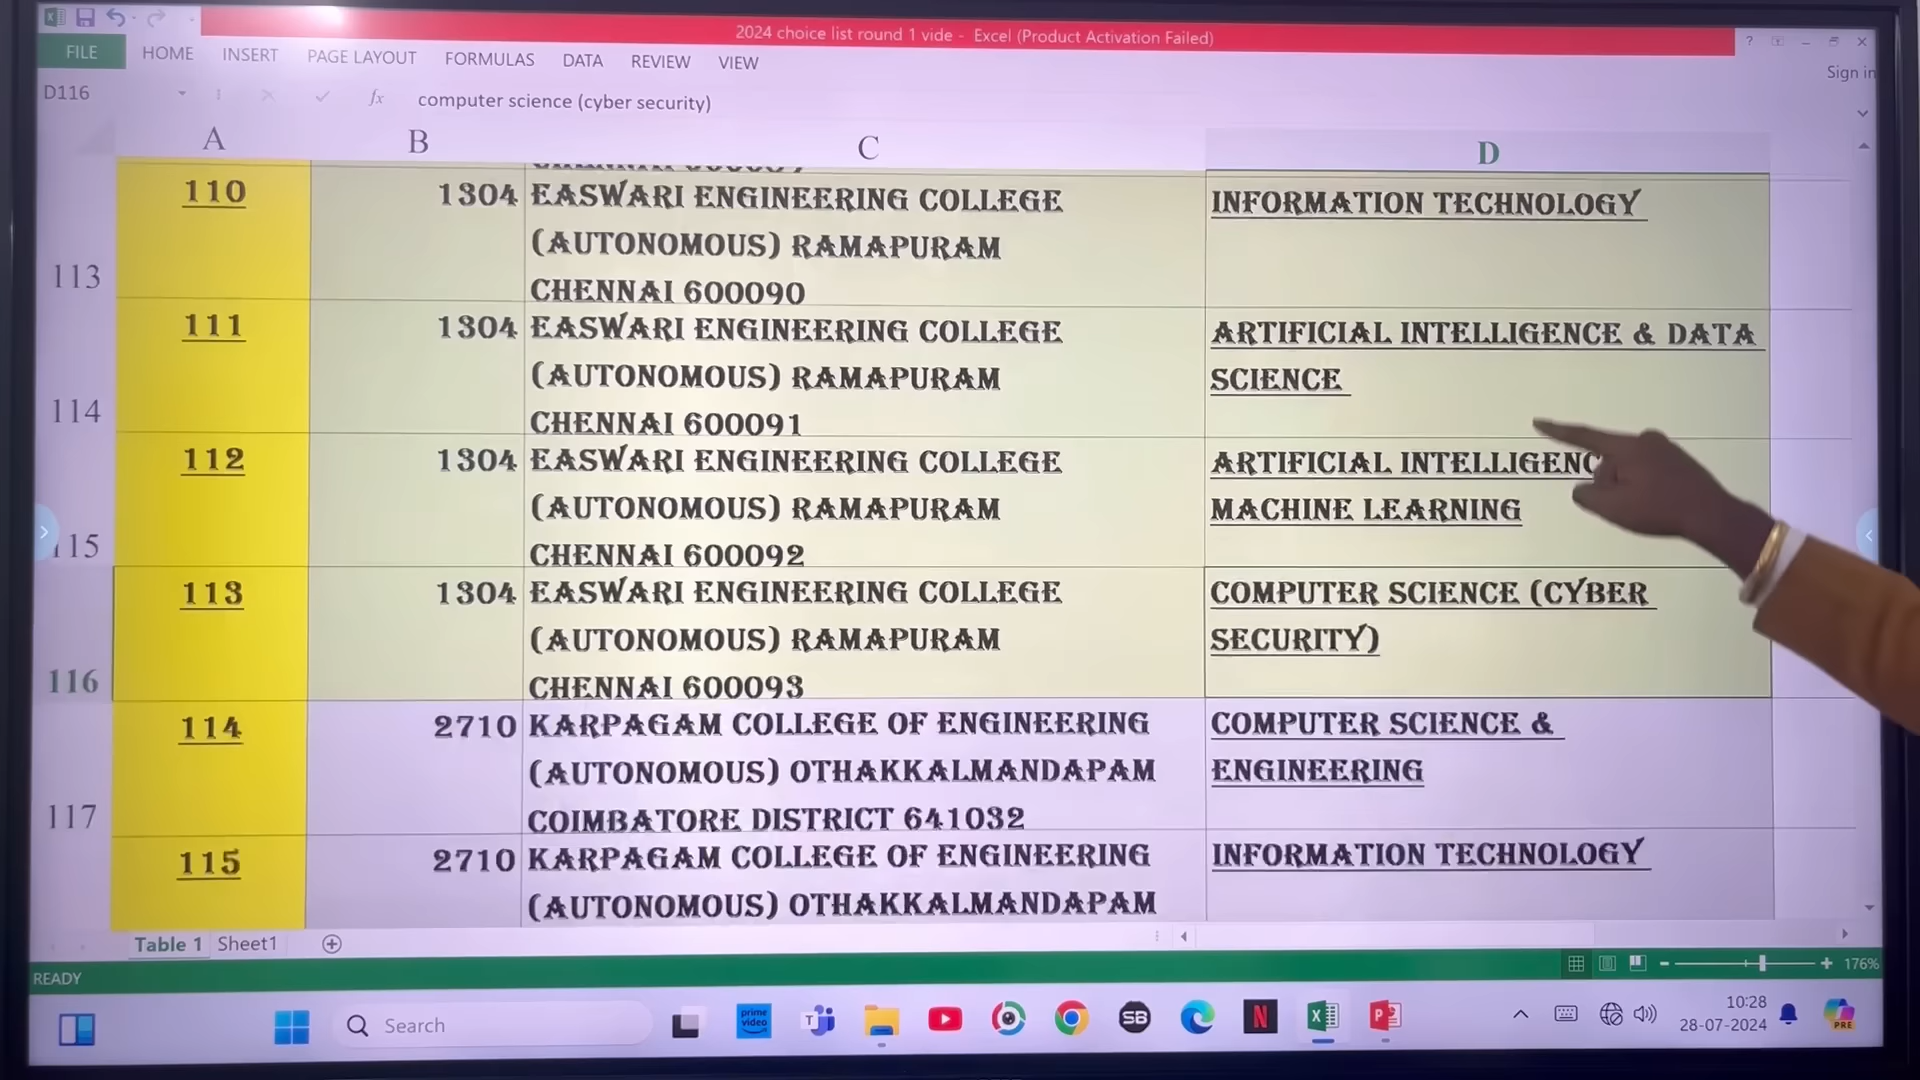 2024 choice list round 1 vide - Excel (Product Activation Failed)
FILE HOME INSERT PAGE LAYOUT FORMULAS DATA REVIEW VIEW
Sign in
D116 fx computer science (cyber security)
A B C D
113 110 1304 EASWARI ENGINEERING COLLEGE INFORMATION TECHNOLOGY
(AUTONOMOUS) RAMAPURAM
CHENNAI 600090
114 111 1304 EASWARI ENGINEERING COLLEGE ARTIFICIAL INTELLIGENCE & DATA
(AUTONOMOUS) RAMAPURAM SCIENCE
CHENNAI 600091
115 112 1304 EASWARI ENGINEERING COLLEGE ARTIFICIAL INTELLIGENC
(AUTONOMOUS) RAMAPURAM MACHINE LEARNING
CHENNAI 600092
116 113 1304 EASWARI ENGINEERING COLLEGE COMPUTER SCIENCE (CYBER
(AUTONOMOUS) RAMAPURAM SECURITY)
CHENNAI 600093
117 114 2710 KARPAGAM COLLEGE OF ENGINEERING COMPUTER SCIENCE &
(AUTONOMOUS) OTHAKKALMANDAPAM ENGINEERING
COIMBATORE DISTRICT 641032
115 2710 KARPAGAM COLLEGE OF ENGINEERING INFORMATION TECHNOLOGY
(AUTONOMOUS) OTHAKKALMANDAPAM
Table 1 Sheet1
READY 176%
Search prime video SB N 10:28
28-07-2024 PRE